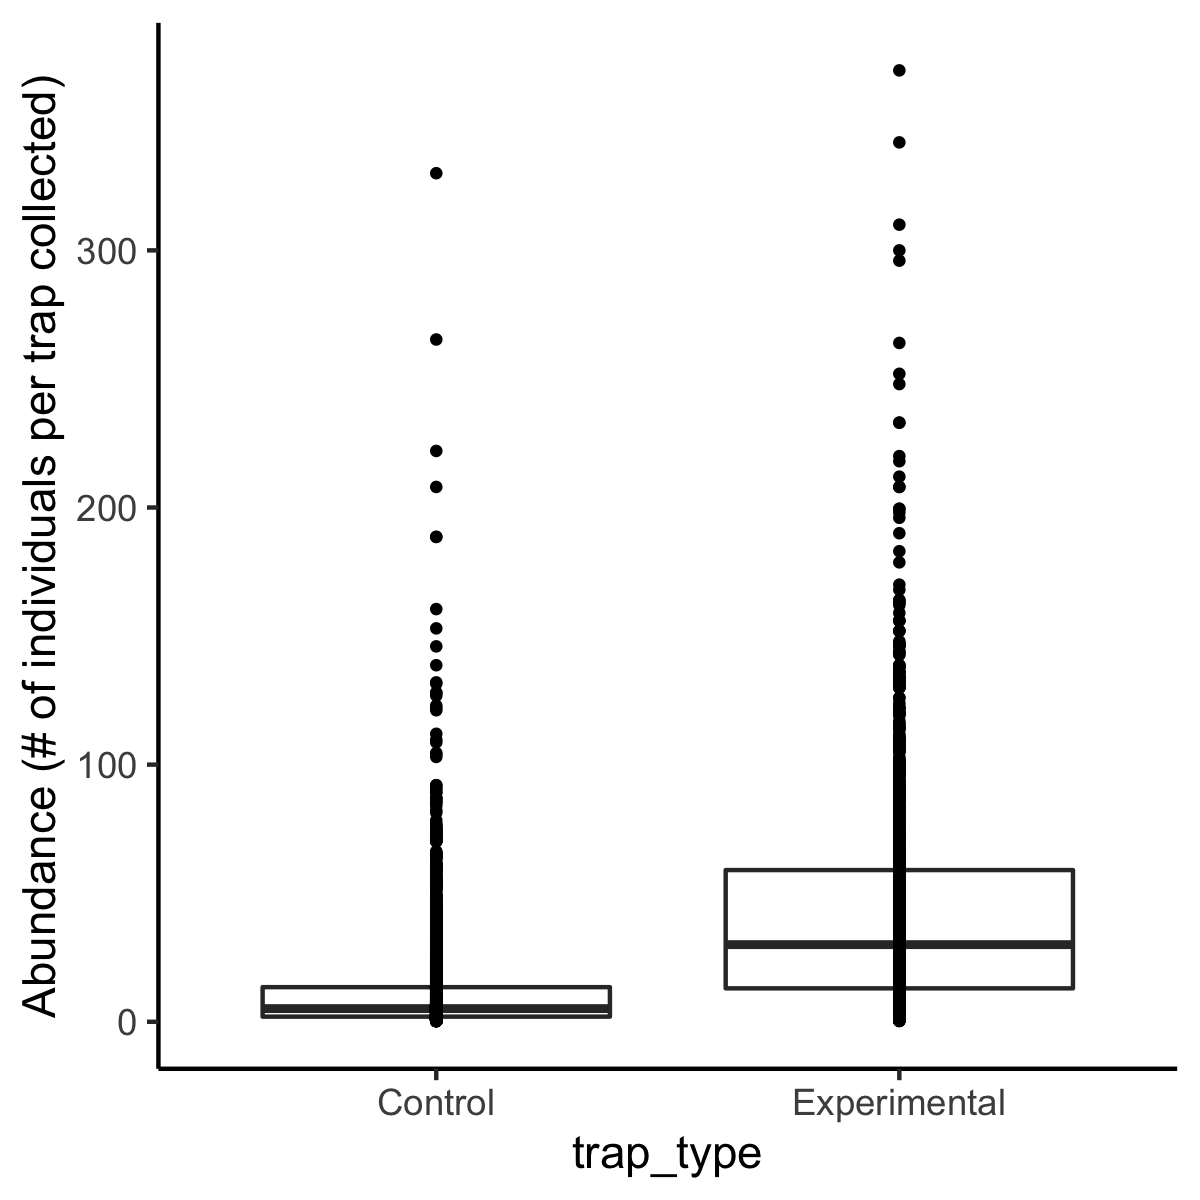 Abundance (# of individuals per trap collected)
300
200
100
0
Control
Experimental
trap_type